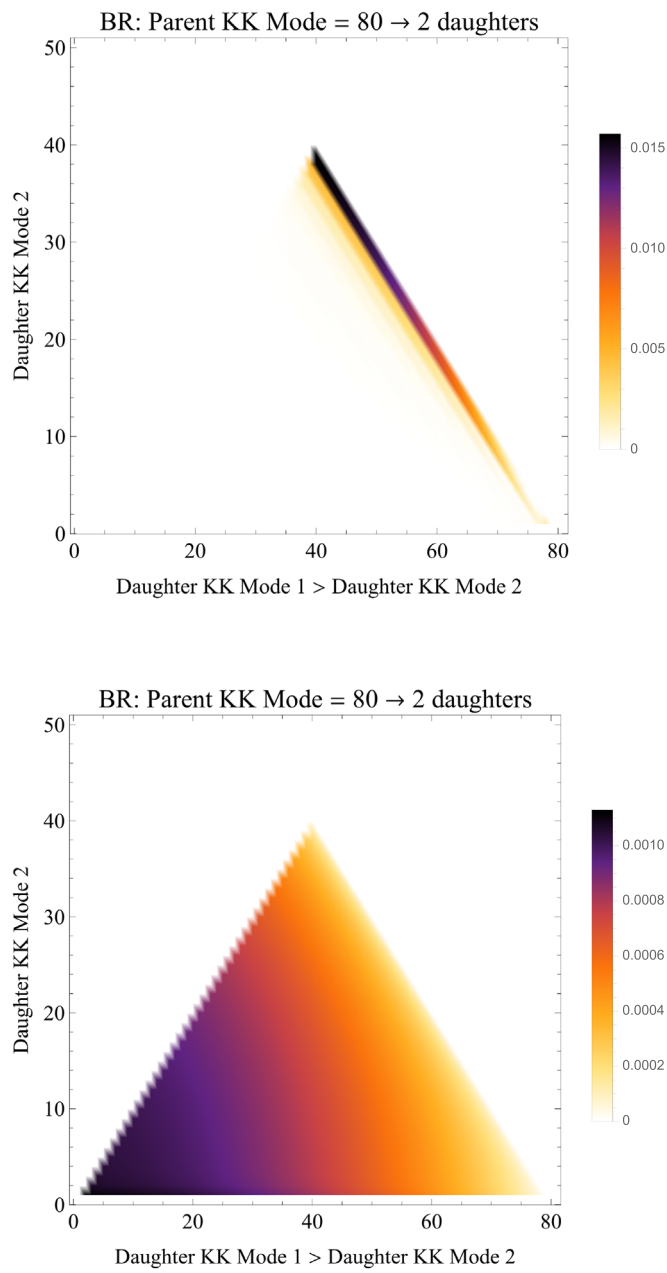 BR: Parent KK Mode = 80 → 2 daughters
50
40
30
20
10
0
Daughter KK Mode 2
0 20 40 60 80
Daughter KK Mode 1 > Daughter KK Mode 2
0.015
0.010
0.005
0
BR: Parent KK Mode = 80 → 2 daughters
50
40
30
20
10
0
Daughter KK Mode 2
0 20 40 60 80
Daughter KK Mode 1 > Daughter KK Mode 2
0.0010
0.0008
0.0006
0.0004
0.0002
0